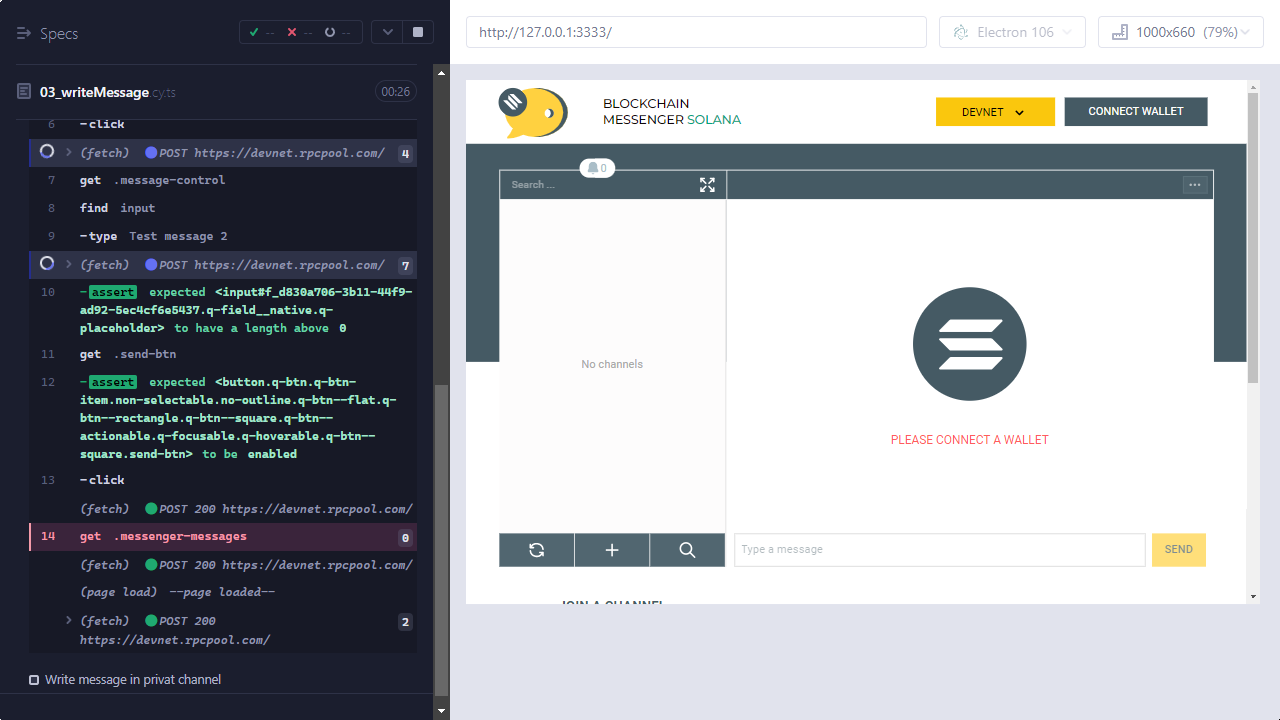 Specs
--
--
--
http://127.0.0.1:3333/
Electron 106
1000x660 (79%)
03_writeMessage.cy.ts
00:26
6 -click
(fetch) POST https://devnet.rpcpool.com/ 4
7 get .message-control
8 find input
9 -type Test message 2
(fetch) POST https://devnet.rpcpool.com/ 7
10 -assert expected <input#f_d830a706-3b11-44f9-
ad92-5ec4cf6e5437.q-field__native.q-
placeholder> to have a length above 0
11 get .send-btn
12 -assert expected <button.q-btn.q-btn-
item.non-selectable.no-outline.q-btn--flat.q-
btn--rectangle.q-btn--square.q-btn--
actionable.q-focusable.q-hoverable.q-btn--
square.send-btn> to be enabled
13 -click
(fetch) POST 200 https://devnet.rpcpool.com/
14 get .messenger-messages 0
(fetch) POST 200 https://devnet.rpcpool.com/
(page load) --page loaded--
(fetch) POST 200 2
https://devnet.rpcpool.com/
Write message in privat channel
BLOCKCHAIN
MESSENGER SOLANA
DEVNET
CONNECT WALLET
0
Search ...
No channels
PLEASE CONNECT A WALLET
Type a message
SEND
JOIN A CHANNEL